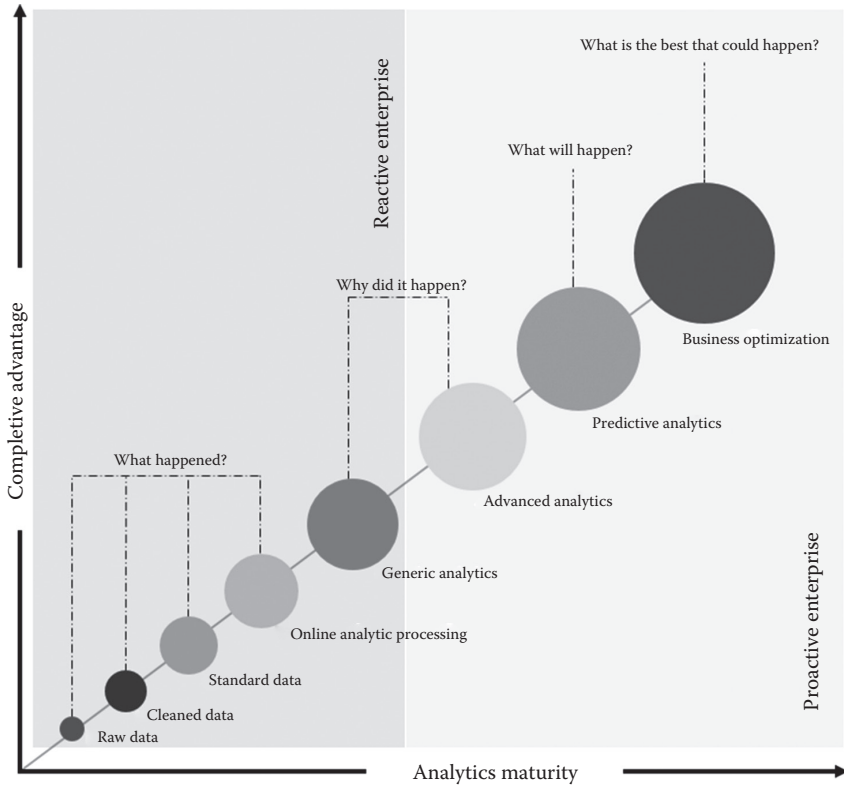 What is the best that could happen?
Reactive enterprise
What will happen?
Why did it happen?
Completive advantage
Business optimization
Predictive analytics
What happened?
Advanced analytics
Proactive enterprise
Generic analytics
Online analytic processing
Standard data
Cleaned data
Raw data
Analytics maturity